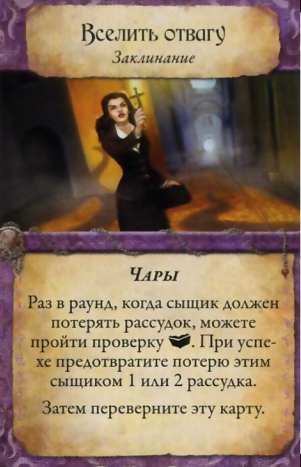 Вселить отвагу
Заклинание
Чары
Раз в раунд, когда сыщик должен
потерять рассудок, можете
пройти проверку . При успе-
хе предотвратите потерю этим
сыщиком 1 или 2 рассудка.
Затем переверните эту карту.